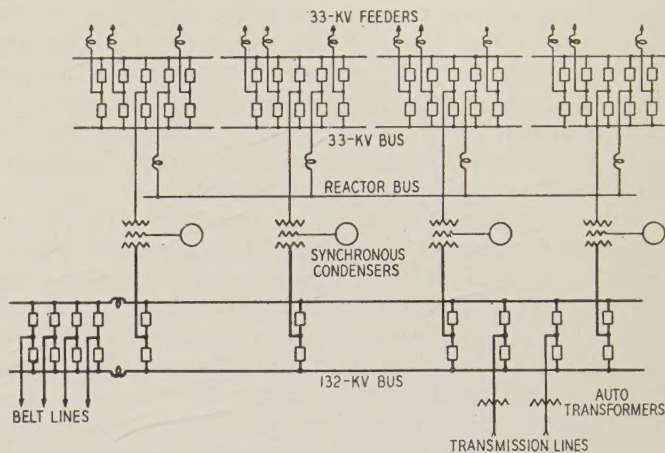 33-KV FEEDERS
33-KV BUS
REACTOR BUS
SYNCHRONOUS
CONDENSERS
132-KV BUS
BELT LINES
AUTO
TRANSFORMERS
TRANSMISSION LINES